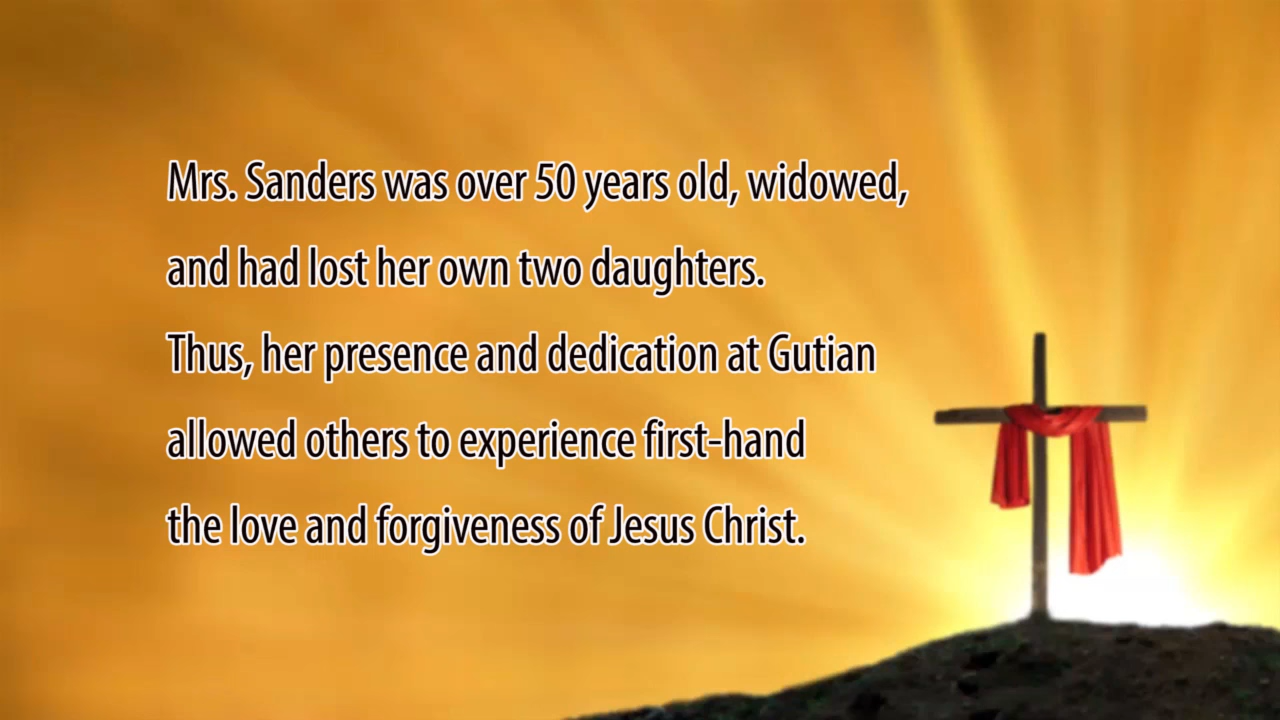 Mrs. Sanders was over 50 years old, widowed,
and had lost her own two daughters.
Thus, her presence and dedication at Gutian
allowed others to experience first-hand
the love and forgiveness of Jesus Christ.